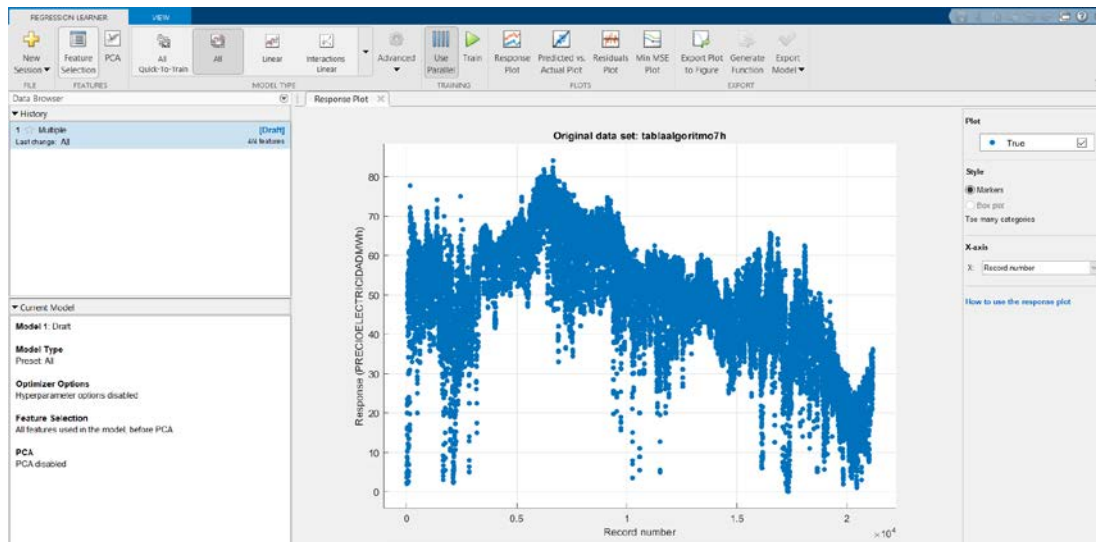 REGRESSION LEARNER VIEW
New Session Feature Selection PCA All Quick-To-Train All Linear Interactions Linear Advanced Use Parallel Train Response Plot Predicted vs. Actual Plot Residuals Plot Min MSE Plot Export Plot to Figure Generate Function Export Model
FILE FEATURES MODEL TYPE TRAINING PLOTS EXPORT
Data Browser
History
1 Multiple [Draft]
Last change: All 4/4 features
Current Model
Model 1: Draft
Model Type
Preset: All
Optimizer Options
Hyperparameter options disabled
Feature Selection
All features used in the model, before PCA
PCA
PCA disabled
Response Plot
Original data set: tablaalgoritmo7h
Response (PRECIOELECTRICIDADMWh)
80
70
60
50
40
30
20
10
0
0 0.5 1 1.5 2
×10⁴
Record number
Plot
True
Style
Markers
Box plot
Too many categories
X-axis
X: Record number
How to use the response plot